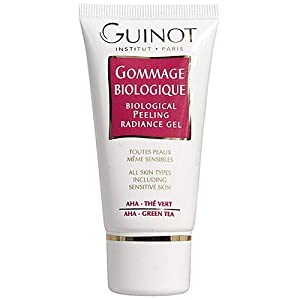 GUINOT
INSTITUT • PARIS
GOMMAGE
BIOLOGIQUE
BIOLOGICAL
PEELING
RADIANCE GEL
TOUTES PEAUX
MÊME SENSIBLES
ALL SKIN TYPES
INCLUDING
SENSITIVE SKIN
AHA - THÉ VERT
AHA - GREEN TEA